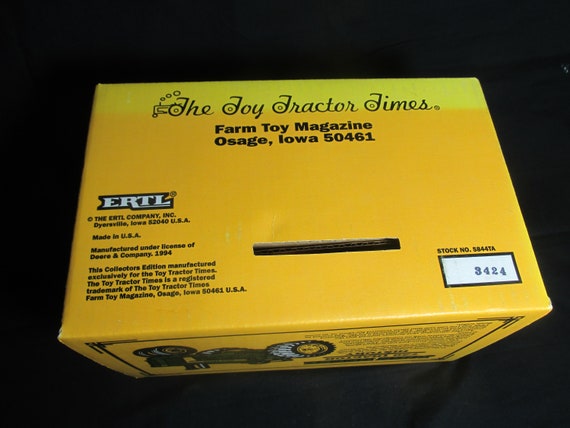 The Toy Tractor Times®
Farm Toy Magazine
Osage, Iowa 50461
ERTL®
© THE ERTL COMPANY, INC.
Dyersville, Iowa 52040 U.S.A.
Made in U.S.A.
Manufactured under license of
Deere & Company. 1994
This Collectors Edition manufactured
exclusively for the Toy Tractor Times.
The Toy Tractor Times is a registered
trademark of The Toy Tractor Times
Farm Toy Magazine, Osage, Iowa 50461 U.S.A.
STOCK NO. 5844TA
3424